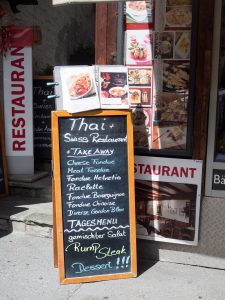 RESTAURANT
Thai +
Swiss Restaurant
+ TAKE AWAY
Cheese Fondue
Meat Fondue
Fondue Helvetia
Raclette
Fondue Bourguignon
Fondue Chinoise
Diverse Gordon Bleu
TAGESMENU
gemischter Salat
Rump Steak
Dessert !!!
RESTAURANT